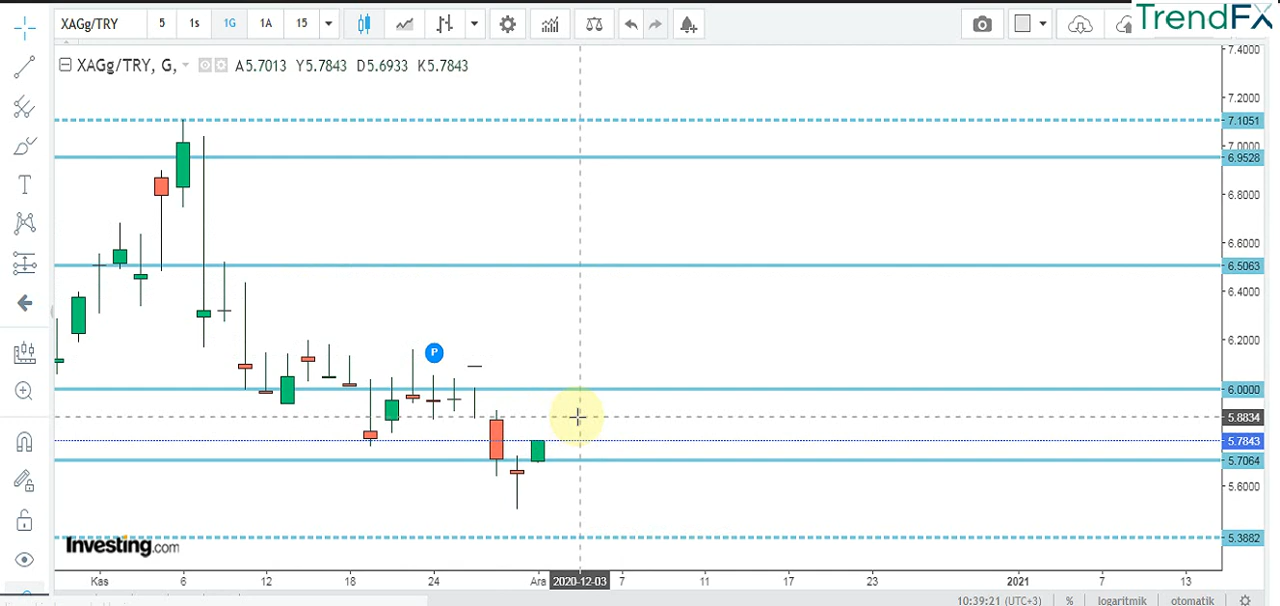 XAGg/TRY 5 1s 1G 1A 15
TrendFX
XAGg/TRY, G, A5.7013 Y5.7843 D5.6933 K5.7843
7.4000
7.2000
7.1051
7.0000
6.9528
6.8000
6.6000
6.5063
6.4000
6.2000
P
6.0000
5.8834
5.7843
5.7064
5.6000
5.3882
Investing.com
Kas 6 12 18 24 Ara 2020-12-03 7 11 17 23 2021 7 13
10:39:21 (UTC+3) % logaritmik otomatik